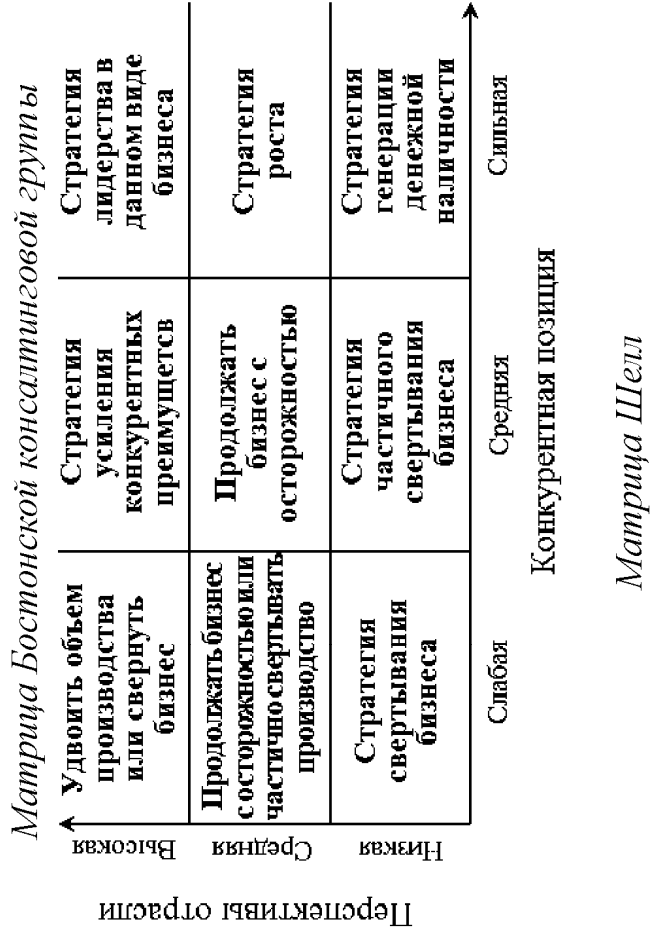 Матрица Бостонской консалтинговой группы
Перспективы отрасли
Высокая
Удвоить объем
производства
или свернуть
бизнес
Стратегия
усиления
конкурентных
преимущетсв
Стратегия
лидерства в
данном виде
бизнеса
Средняя
Продолжать бизнес
с осторожностью или
частично свертывать
производство
Продолжать
бизнес с
осторожностью
Стратегия
роста
Низкая
Стратегия
свертывания
бизнеса
Стратегия
частичного
свертывания
бизнеса
Стратегия
генерации
денежной
наличности
Слабая
Средняя
Сильная
Конкурентная позиция
Матрица Шелл